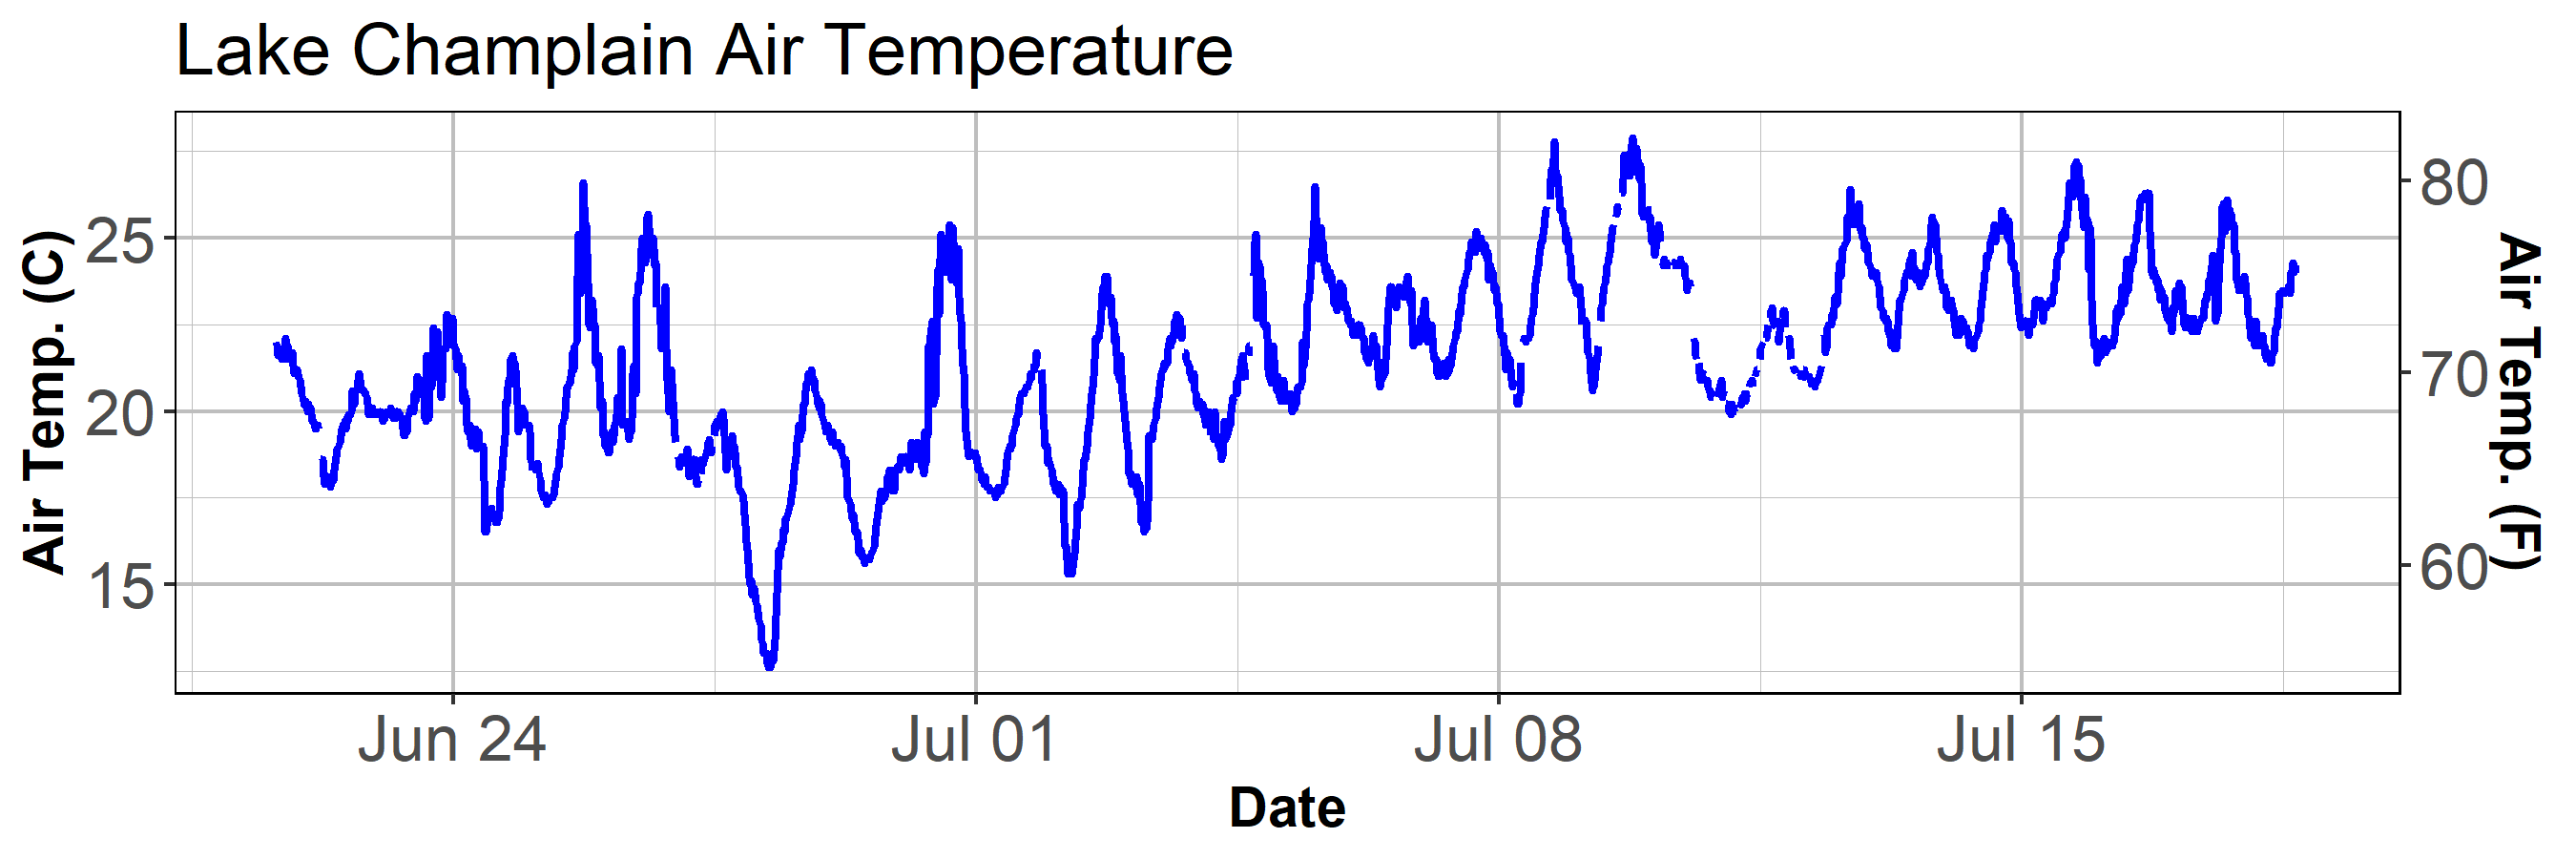 Lake Champlain Air Temperature
Air Temp. (C)
25
20
15
80
70
60
Air Temp. (F)
Jun 24
Jul 01
Jul 08
Jul 15
Date